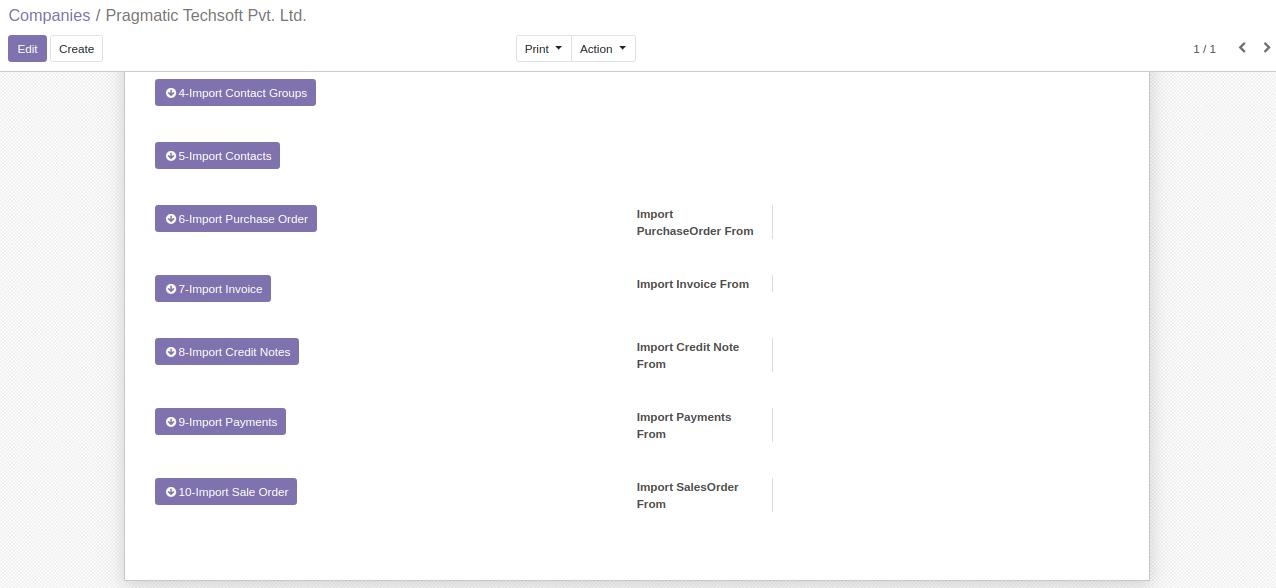 Companies / Pragmatic Techsoft Pvt. Ltd.
Edit Create Print Action 1 / 1
4-Import Contact Groups
5-Import Contacts
6-Import Purchase Order
Import
PurchaseOrder From
7-Import Invoice
Import Invoice From
8-Import Credit Notes
Import Credit Note
From
9-Import Payments
Import Payments
From
10-Import Sale Order
Import SalesOrder
From